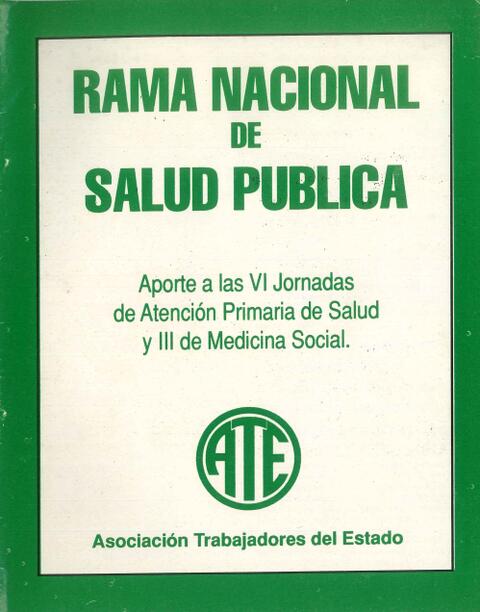 RAMA NACIONAL
DE
SALUD PUBLICA
Aporte a las VI Jornadas
de Atención Primaria de Salud
y III de Medicina Social.
ATE
Asociación Trabajadores del Estado